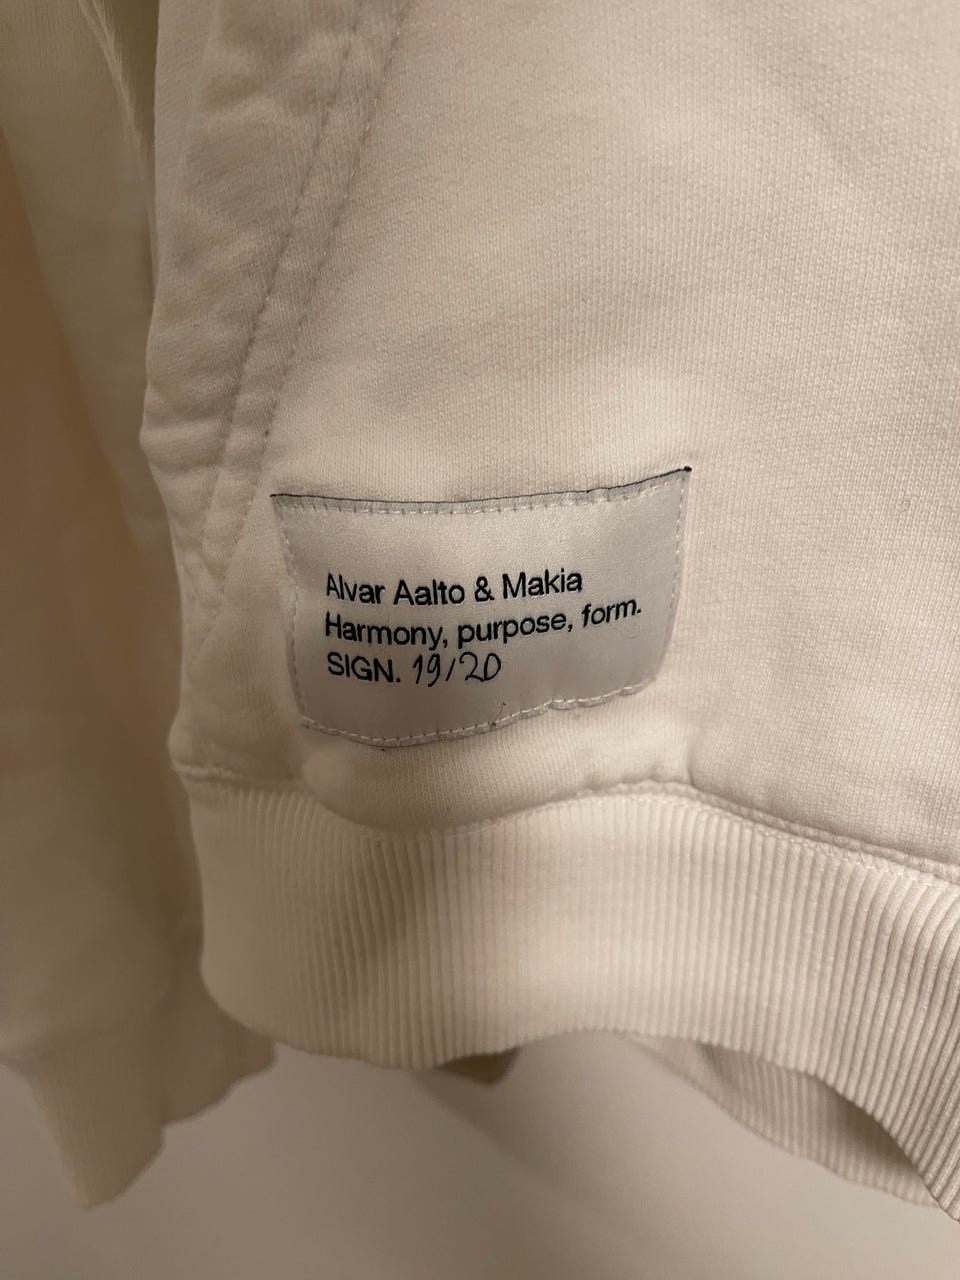 Alvar Aalto & Makia
Harmony, purpose, form.
SIGN. 19/20